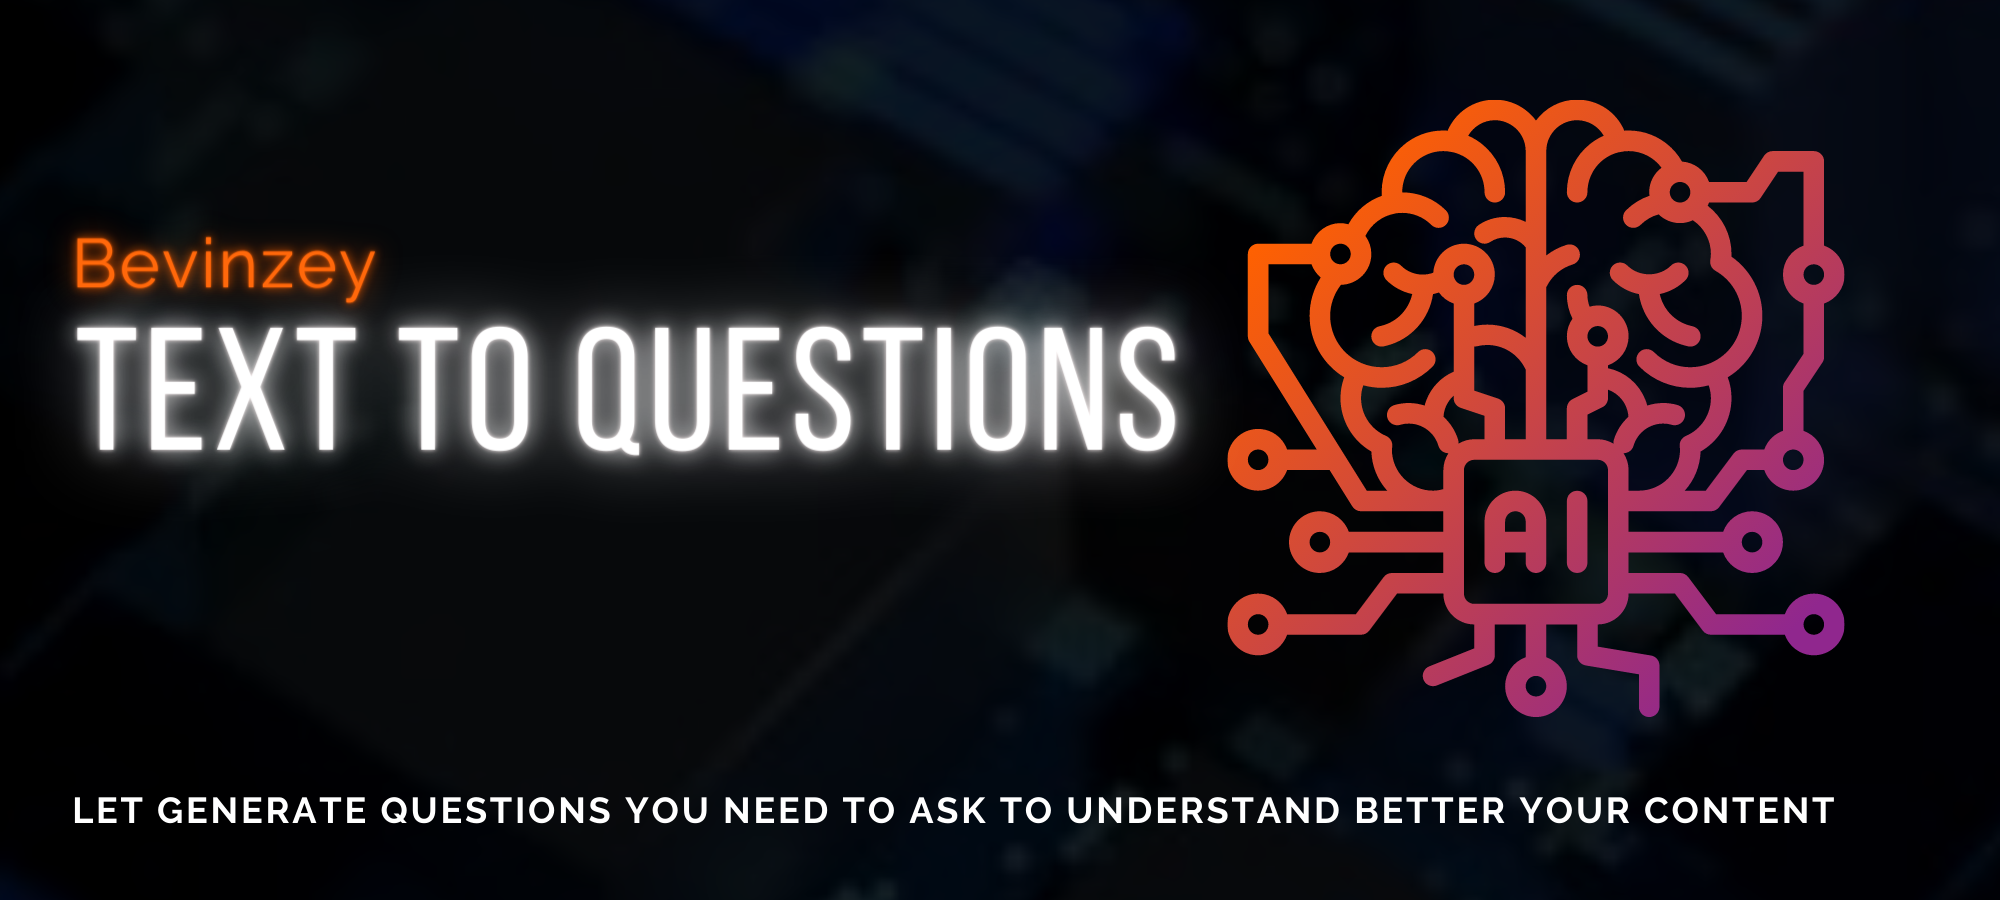 Bevinzey
TEXT TO QUESTIONS
AI
LET GENERATE QUESTIONS YOU NEED TO ASK TO UNDERSTAND BETTER YOUR CONTENT